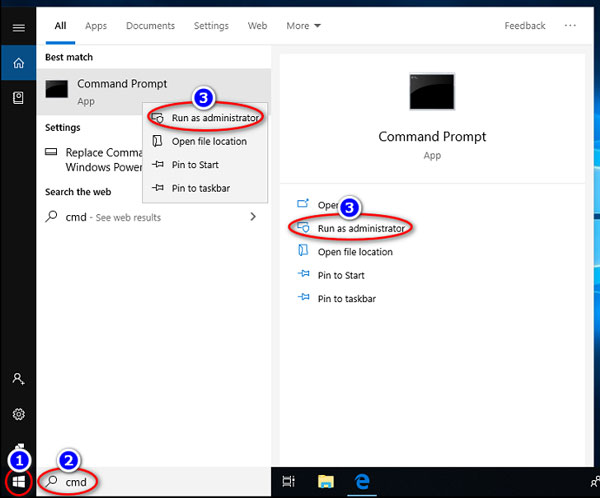 All Apps Documents Settings Web More Feedback ...
Best match
Command Prompt
App
3
Run as administrator
Open file location
Pin to Start
Pin to taskbar
Settings
Replace Comma
Windows Power
Search the web
cmd - See web results
Command Prompt
App
Open
3
Run as administrator
Open file location
Pin to Start
Pin to taskbar
1
2
cmd